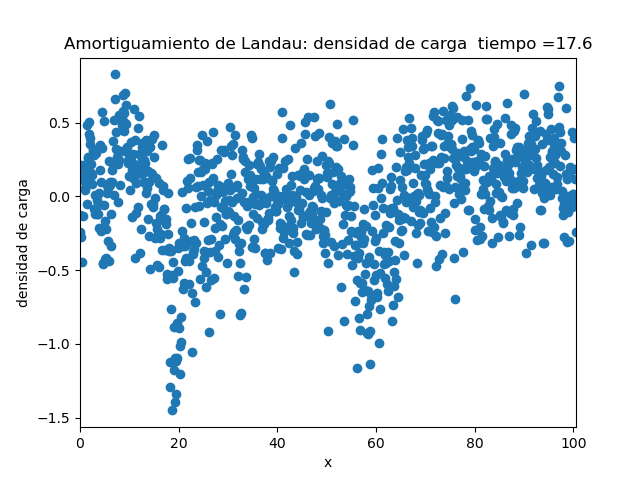 Amortiguamiento de Landau: densidad de carga  tiempo =17.6
densidad de carga
0.5
0.0
−0.5
−1.0
−1.5
0 20 40 60 80 100
x